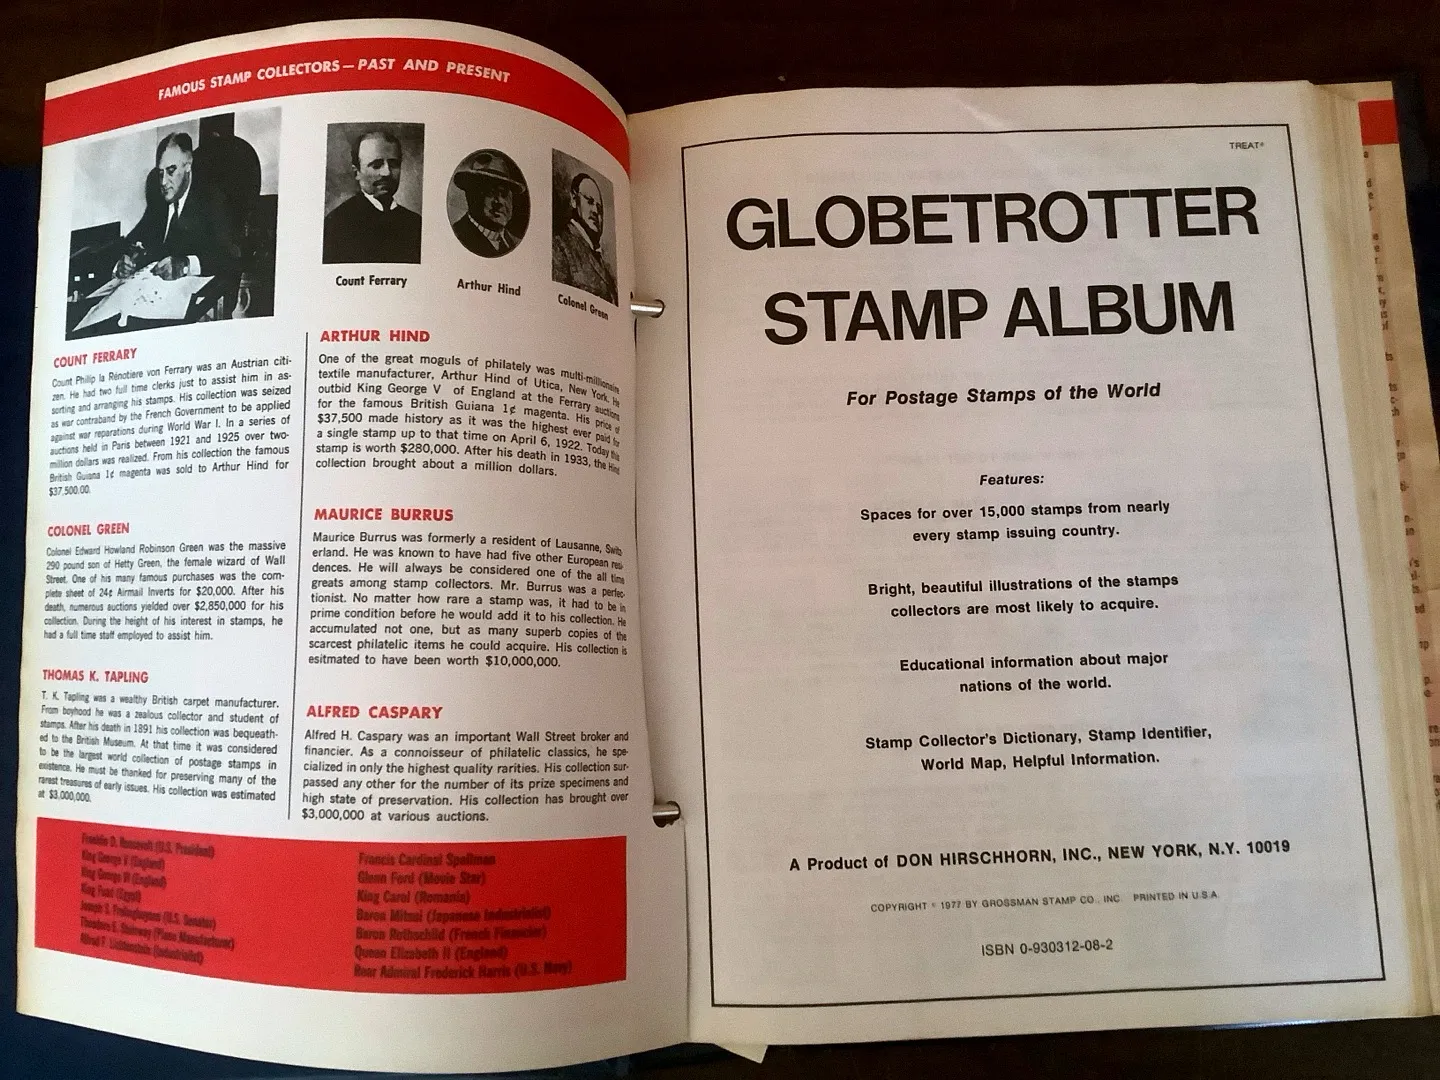 FAMOUS STAMP COLLECTORS — PAST AND PRESENT
Count Ferrary
Arthur Hind
Colonel Green
COUNT FERRARY
Count Philip la Rénotiere von Ferrary was an Austrian citi-
zen. He had two full time clerks just to assist him in as-
sorting and arranging his stamps. His collection was seized
as war contraband by the French Government to be applied
against war reparations during World War I. In a series of
auctions held in Paris between 1921 and 1925 over two-
million dollars was realized. From his collection the famous
British Guiana 1¢ magenta was sold to Arthur Hind for
$37,500.00.
COLONEL GREEN
Colonel Edward Howland Robinson Green was the massive
290 pound son of Hetty Green, the female wizard of Wall
Street. One of his many famous purchases was the com-
plete sheet of 24¢ Airmail Inverts for $20,000. After his
death, numerous auctions yielded over $2,850,000 for his
collection. During the height of his interest in stamps, he
had a full time staff employed to assist him.
THOMAS K. TAPLING
T. K. Tapling was a wealthy British carpet manufacturer.
From boyhood he was a zealous collector and student of
stamps. After his death in 1891 his collection was bequeath-
ed to the British Museum. At that time it was considered
to be the largest world collection of postage stamps in
existence. He must be thanked for preserving many of the
rarest treasures of early issues. His collection was estimated
at $3,000,000.
ARTHUR HIND
One of the great moguls of philately was multi-millionaire
textile manufacturer, Arthur Hind of Utica, New York. He
outbid King George V of England at the Ferrary auctions
for the famous British Guiana 1¢ magenta. His price of
$37,500 made history as it was the highest ever paid for
a single stamp up to that time on April 6, 1922. Today this
stamp is worth $280,000. After his death in 1933, the Hind
collection brought about a million dollars.
MAURICE BURRUS
Maurice Burrus was formerly a resident of Lausanne, Switz
erland. He was known to have had five other European resi-
dences. He will always be considered one of the all time
greats among stamp collectors. Mr. Burrus was a perfec-
tionist. No matter how rare a stamp was, it had to be in
prime condition before he would add it to his collection. He
accumulated not one, but as many superb copies of the
scarcest philatelic items he could acquire. His collection is
esitmated to have been worth $10,000,000.
ALFRED CASPARY
Alfred H. Caspary was an important Wall Street broker and
financier. As a connoisseur of philatelic classics, he spe-
cialized in only the highest quality rarities. His collection sur-
passed any other for the number of its prize specimens and
high state of preservation. His collection has brought over
$3,000,000 at various auctions.
Franklin D. Roosevelt (U.S. President)
King George V (England)
King George VI (England)
King Fuad (Egypt)
Joseph S. Frelinghuysen (U.S. Senator)
Theodore E. Steinway (Piano Manufacturer)
Alfred F. Lichtenstein (Industrialist)
Francis Cardinal Spellman
Glenn Ford (Movie Star)
King Carol (Romania)
Baron Mitsui (Japanese Industrialist)
Baron Rothschild (French Financier)
Queen Elizabeth II (England)
Rear Admiral Frederick Harris (U.S. Navy)
TREAT®
GLOBETROTTER
STAMP ALBUM
For Postage Stamps of the World
Features:
Spaces for over 15,000 stamps from nearly
every stamp issuing country.
Bright, beautiful illustrations of the stamps
collectors are most likely to acquire.
Educational information about major
nations of the world.
Stamp Collector's Dictionary, Stamp Identifier,
World Map, Helpful Information.
A Product of DON HIRSCHHORN, INC., NEW YORK, N.Y. 10019
COPYRIGHT © 1977 BY GROSSMAN STAMP CO., INC. PRINTED IN U.S.A.
ISBN 0-930312-08-2